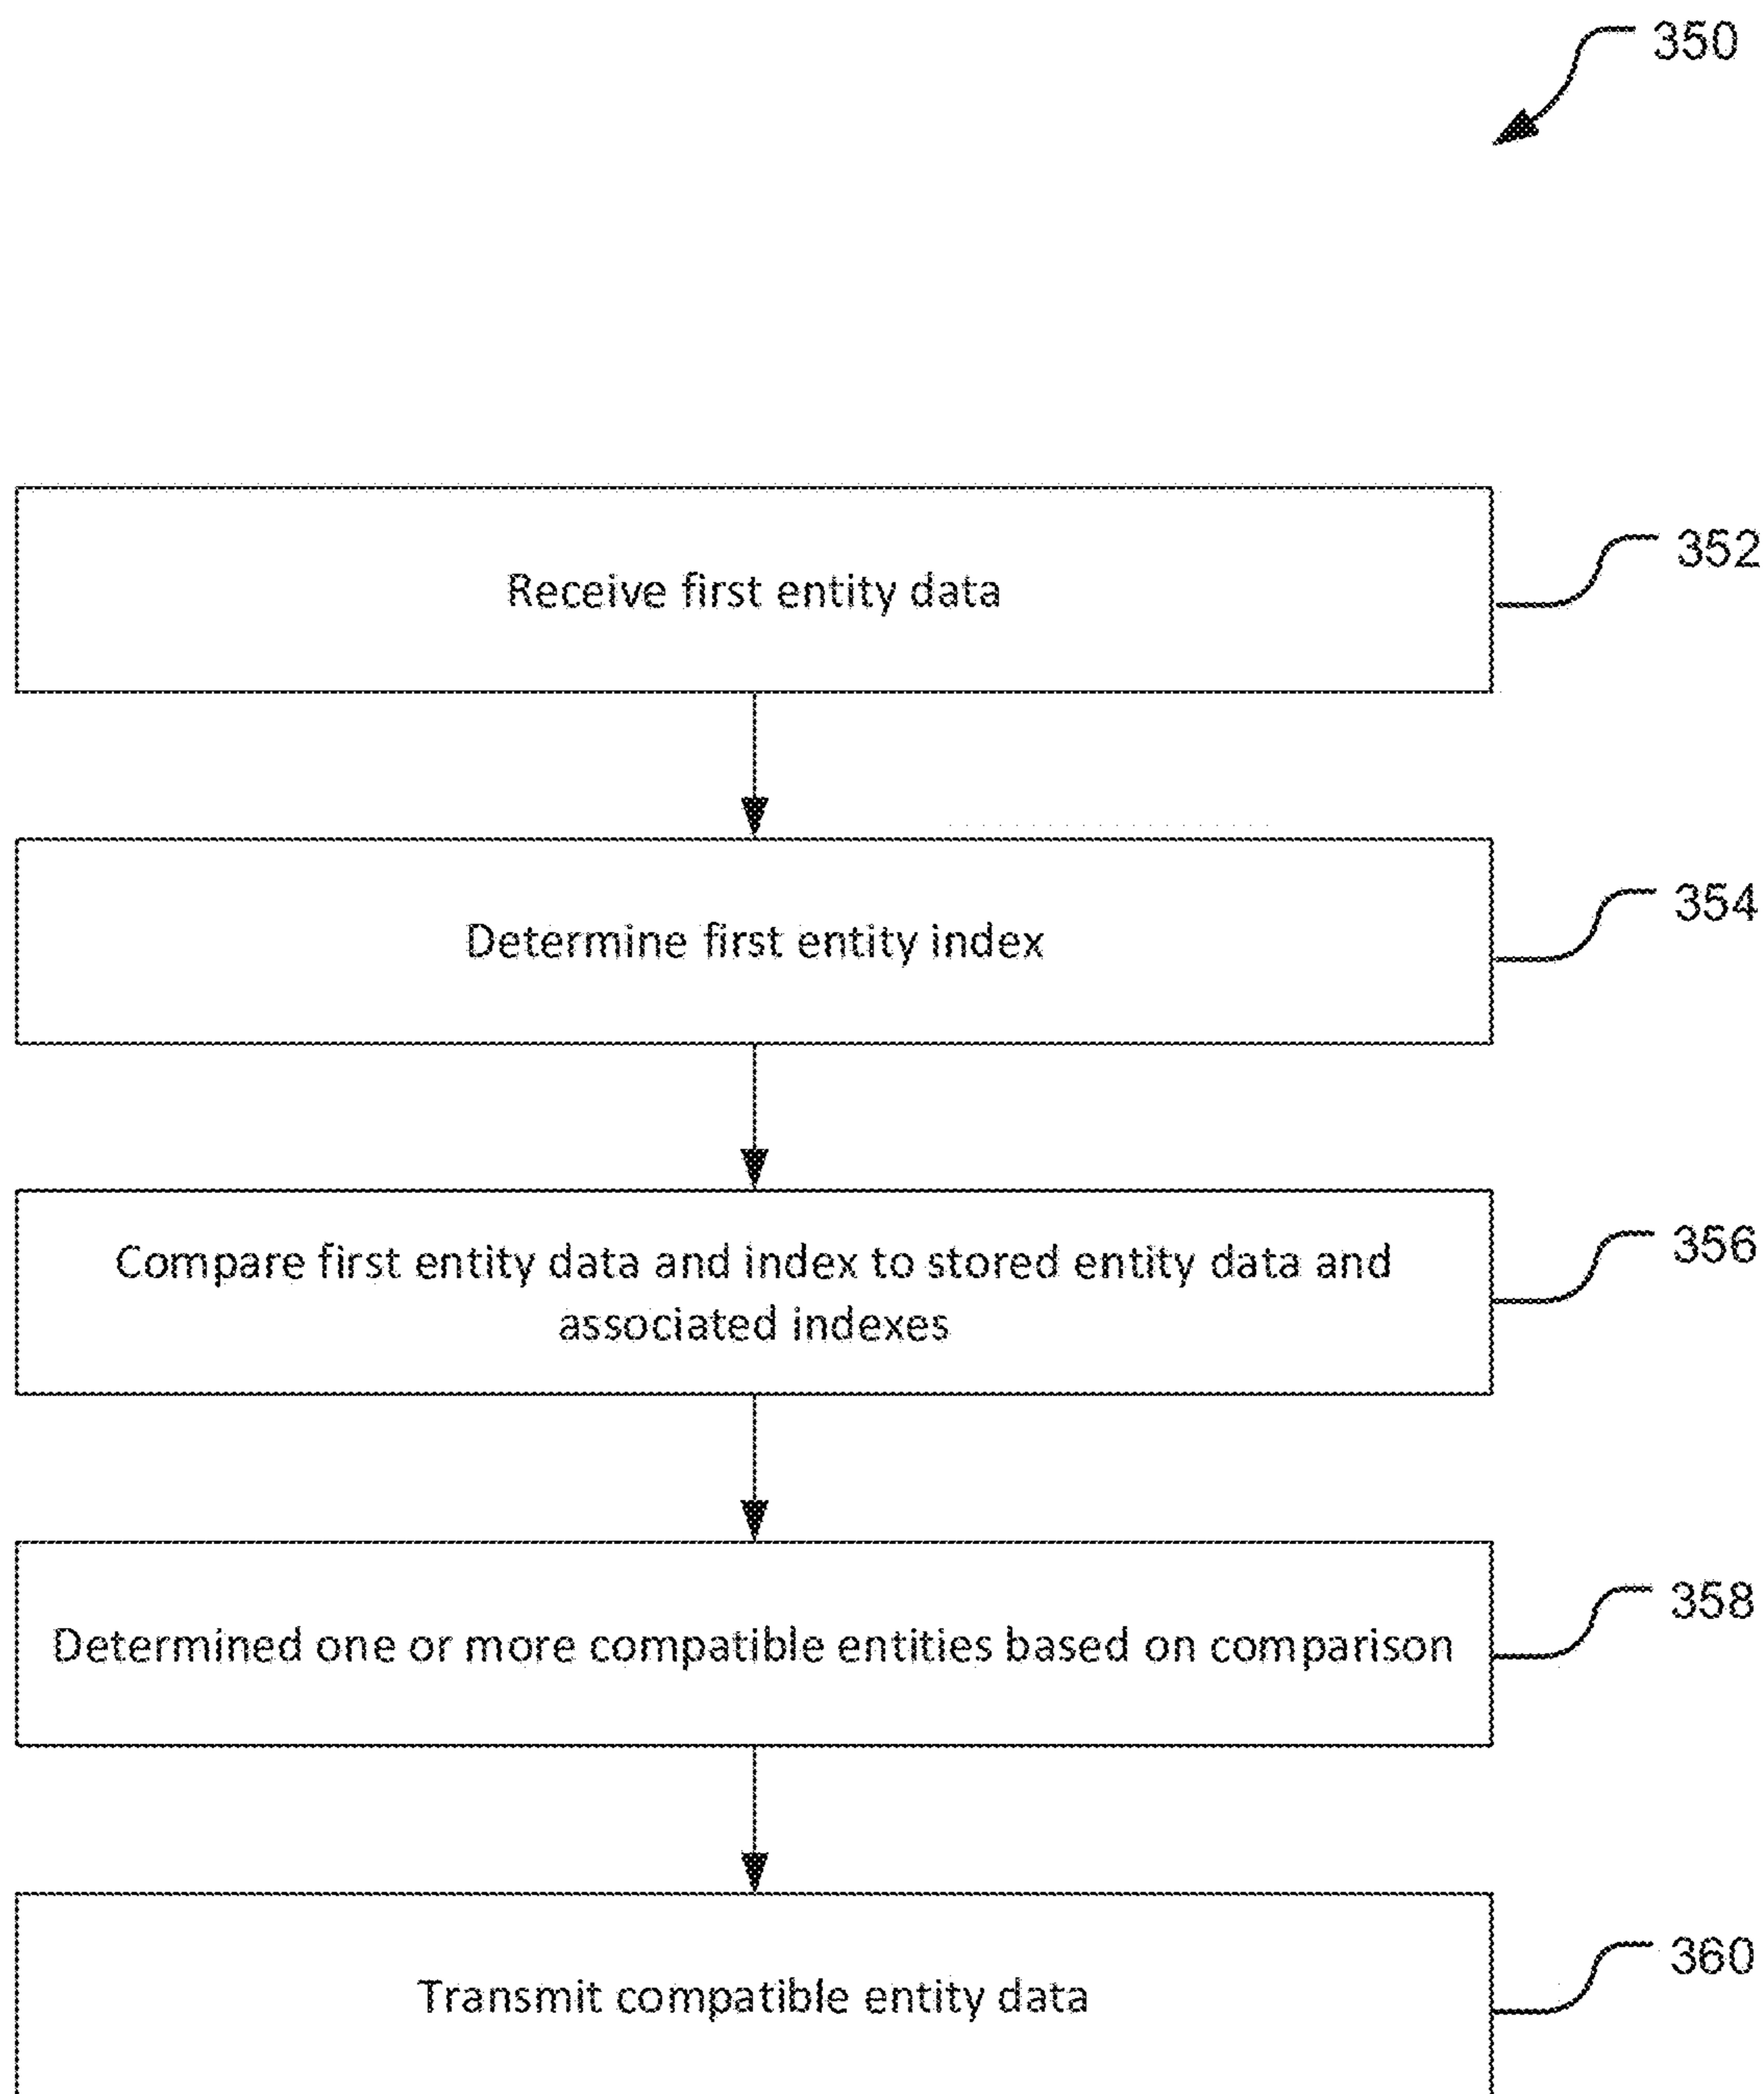 350
Receive first entity data
352
Determine first entity index
354
Compare first entity data and index to stored entity data and
associated indexes
356
Determined one or more compatible entities based on comparison
358
Transmit compatible entity data
360